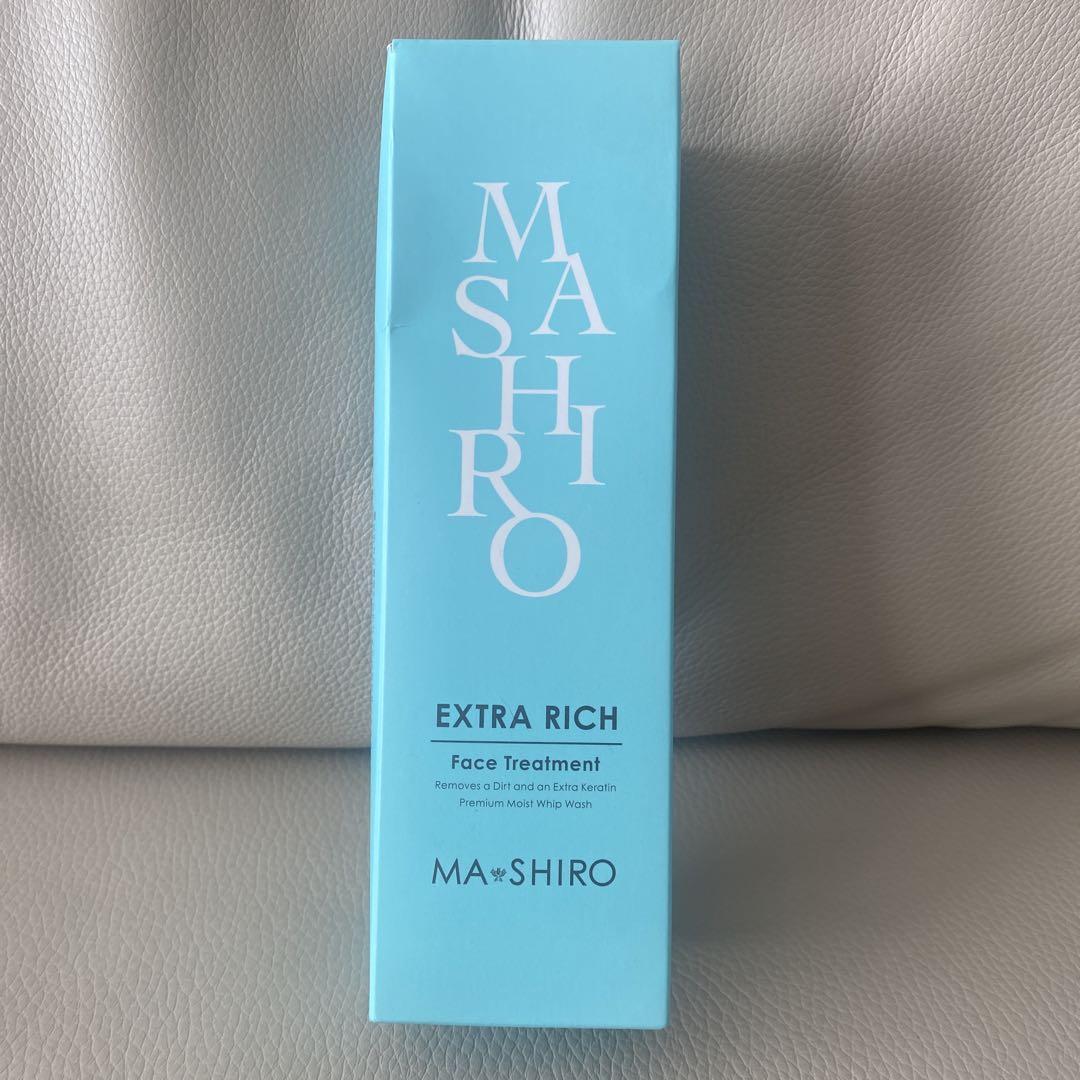 MASHIRO
EXTRA RICH
Face Treatment
Removes a Dirt and an Extra Keratin
Premium Moist Whip Wash
MA SHIRO